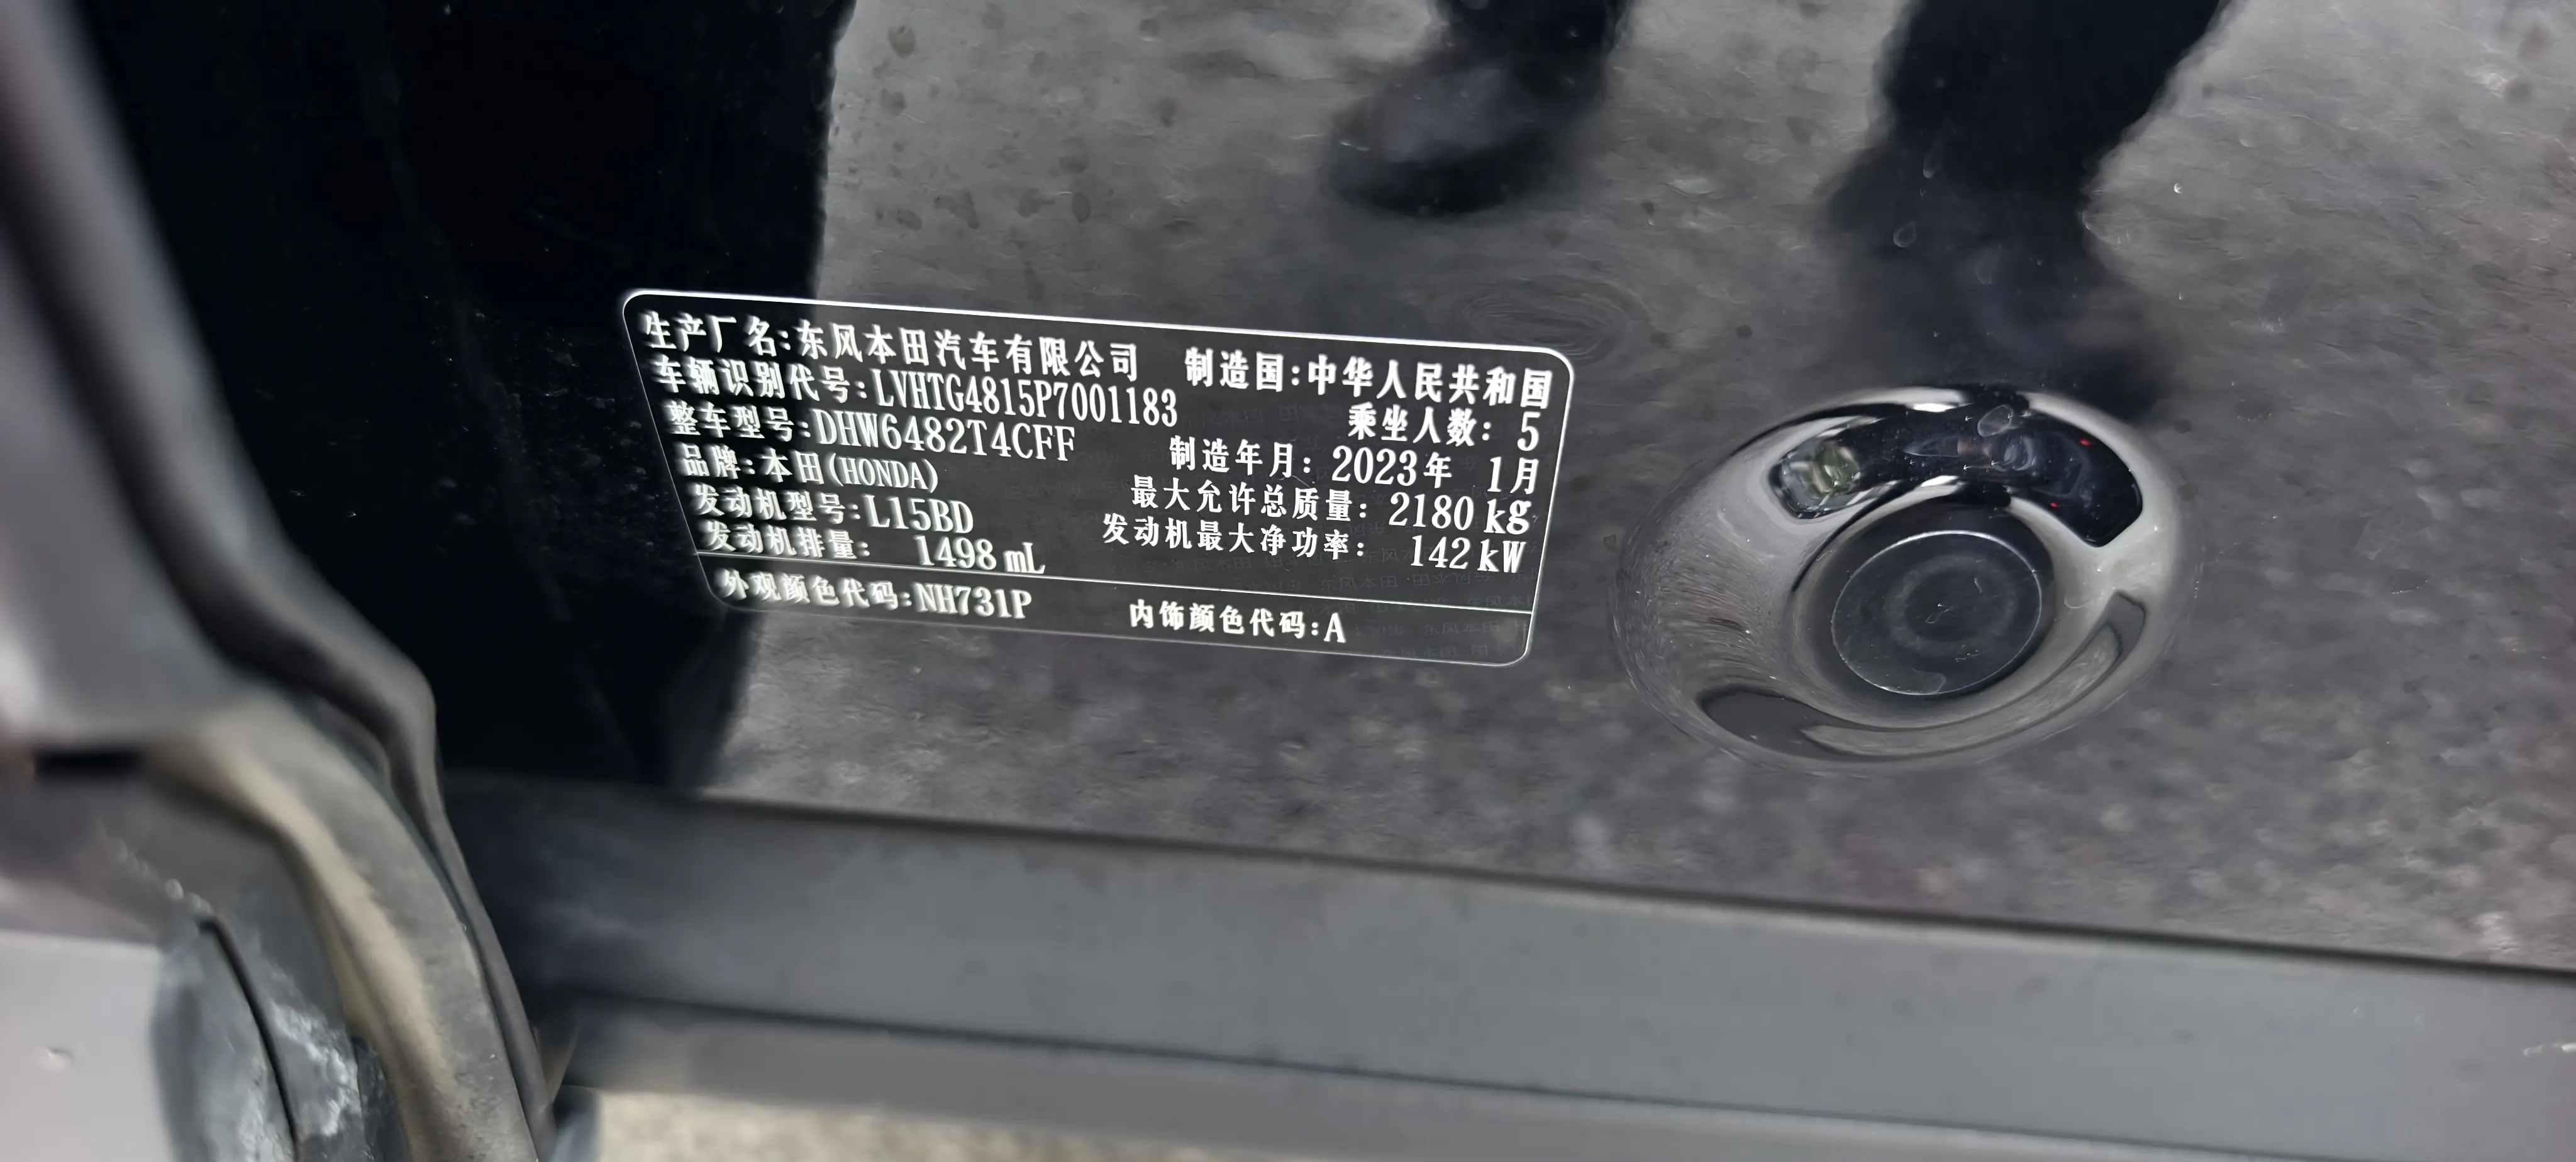 生产厂名:东风本田汽车有限公司 制造国:中华人民共和国
车辆识别代号:LVHTG4815P7001183 乘坐人数: 5
整车型号:DHW6482T4CFF 制造年月: 2023年 1月
品牌:本田(HONDA) 最大允许总质量: 2180 kg
发动机型号:L15BD 发动机最大净功率: 142 kW
发动机排量: 1498 mL
外观颜色代码:NH731P 内饰颜色代码:A